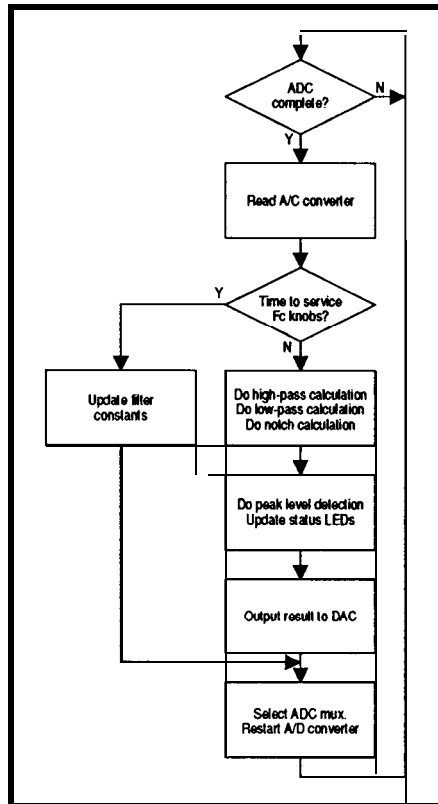 ADC
complete?
N
Y
Read A/C converter
Y
Time to service
Fc knobs?
N
Update filter
constants
Do high-pass calculation
Do low-pass calculation
Do notch calculation
Do peak level detection
Update status LEDs
Output result to DAC
Select ADC mux.
Restart A/D converter